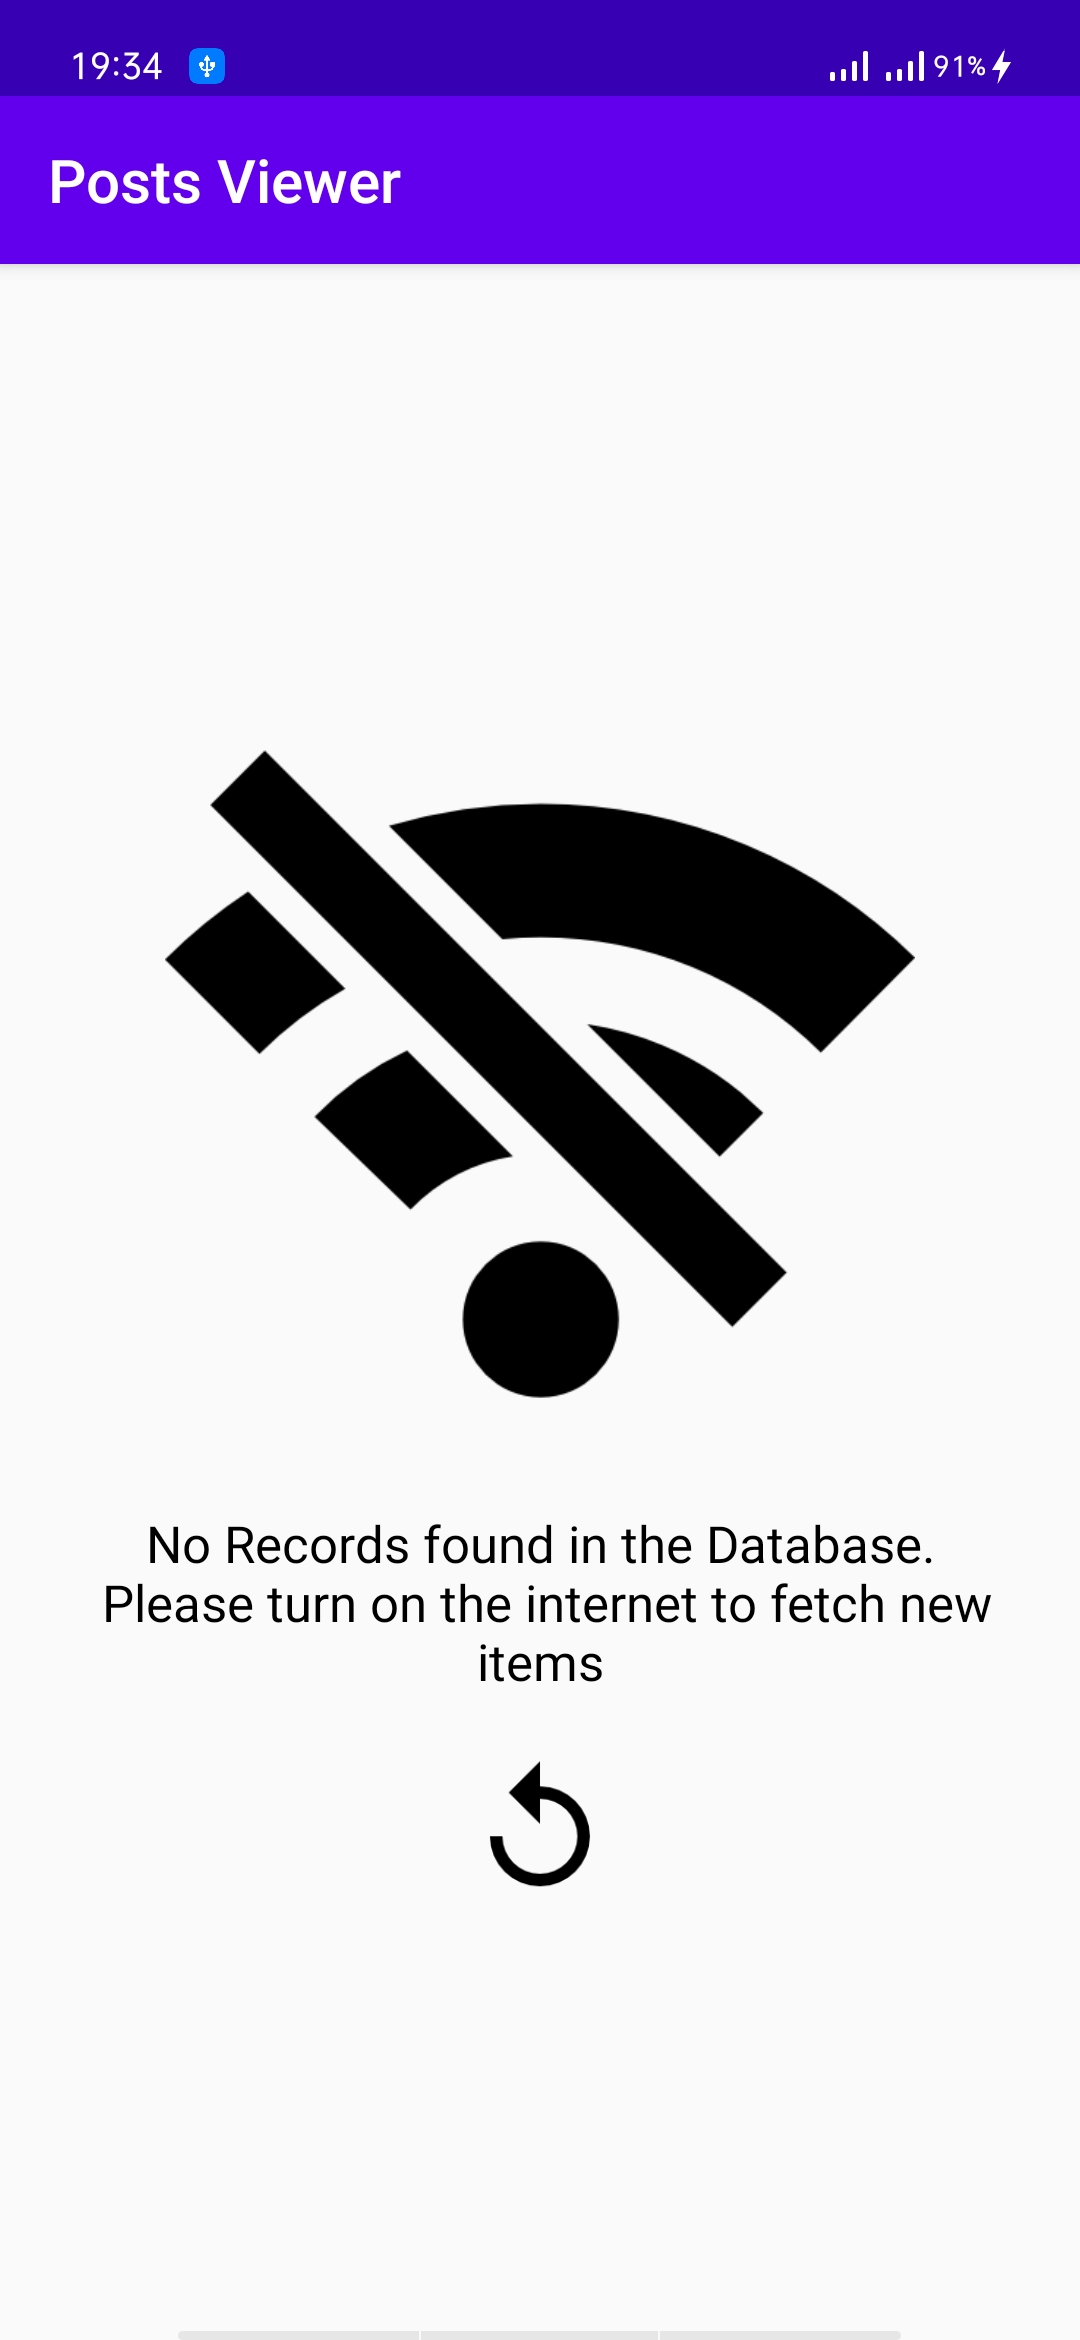 19:34 91%
Posts Viewer
No Records found in the Database.
Please turn on the internet to fetch new
items